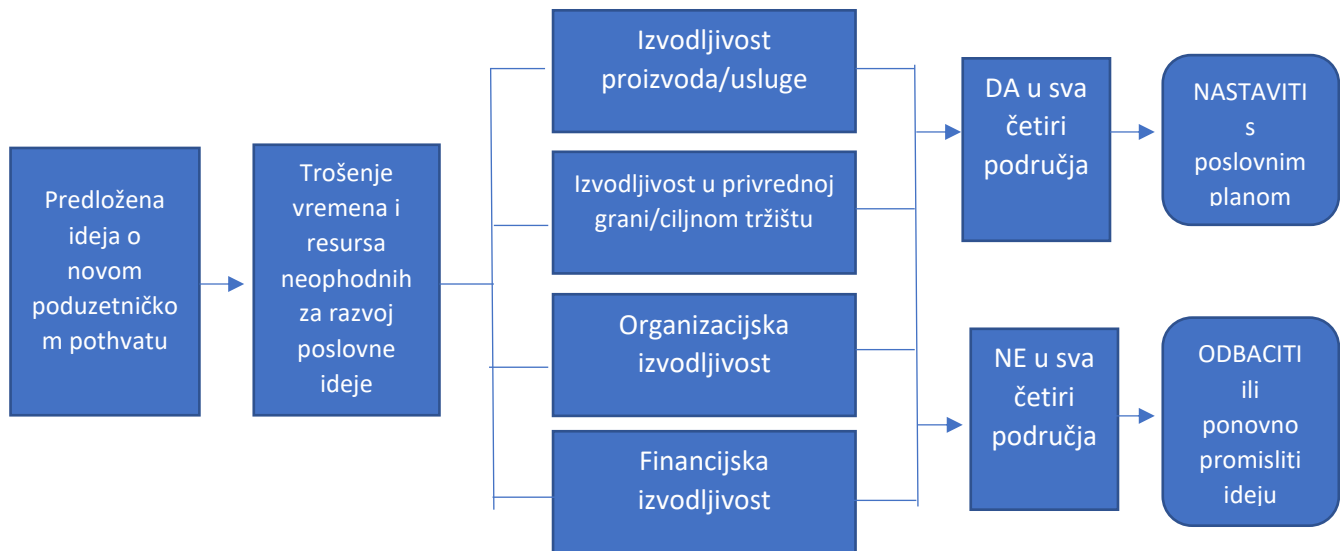 Predložena
ideja o
novom
poduzetničko
m pothvatu
Trošenje
vremena i
resursa
neophodnih
za razvoj
poslovne
ideje
Izvodljivost
proizvoda/usluge
Izvodljivost u privrednoj
grani/ciljnom tržištu
Organizacijska
izvodljivost
Financijska
izvodljivost
DA u sva
četiri
područja
NASTAVITI
s
poslovnim
planom
NE u sva
četiri
područja
ODBACITI
ili
ponovno
promisliti
ideju